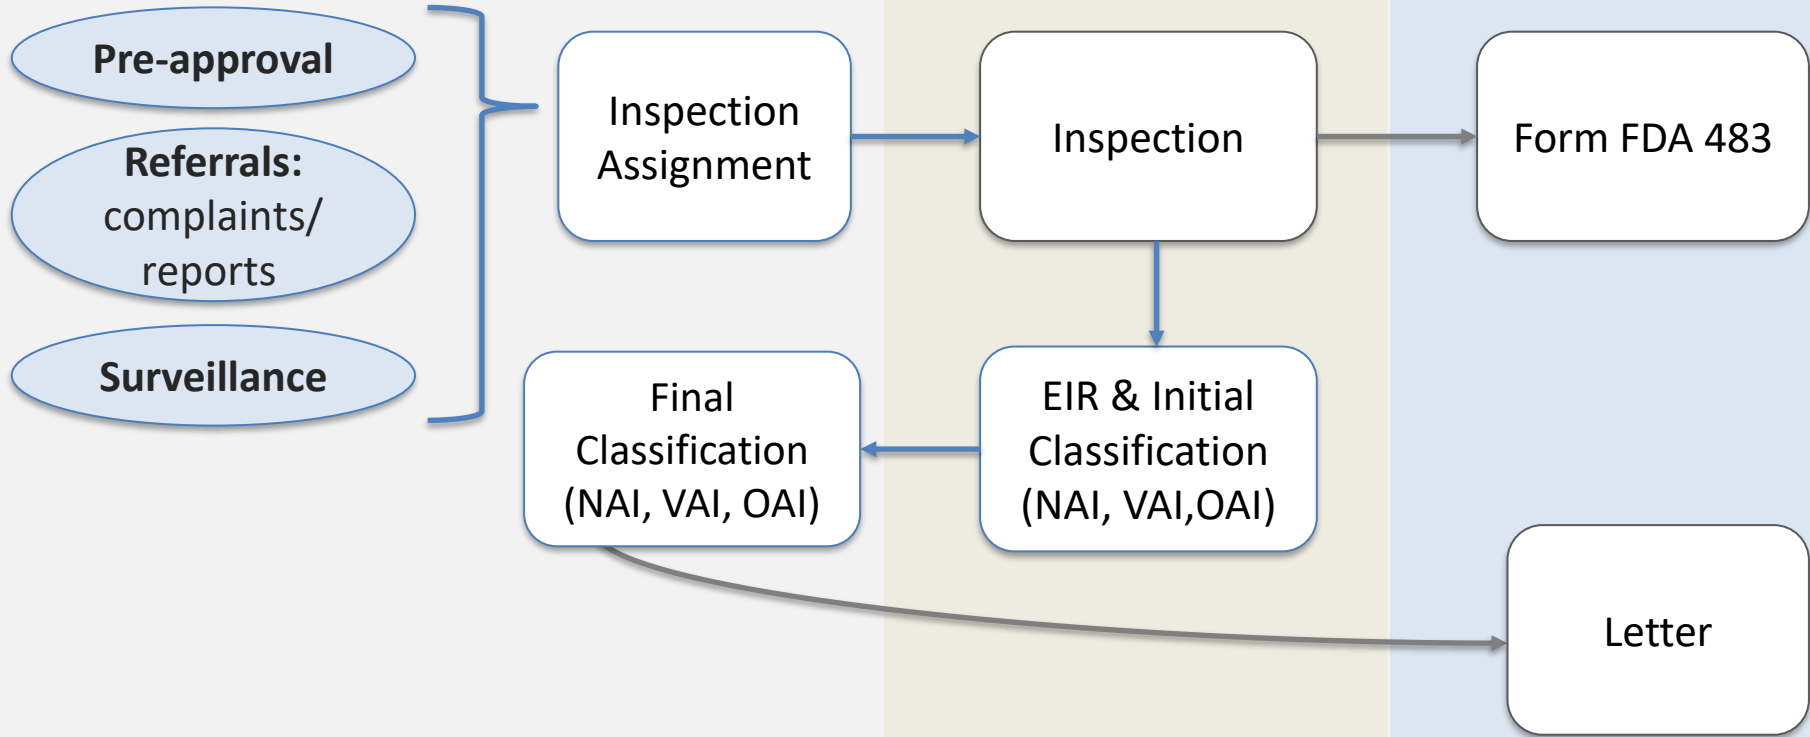 Pre-approval
Referrals:
complaints/
reports
Surveillance
Inspection
Assignment
Inspection
Form FDA 483
Final
Classification
(NAI, VAI, OAI)
EIR & Initial
Classification
(NAI, VAI,OAI)
Letter